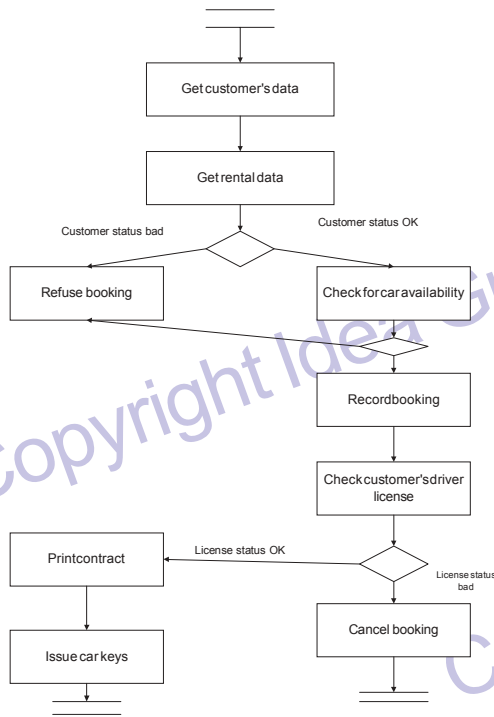 Get customer's data
Get rental data
Customer status bad
Customer status OK
Refuse booking
Check for car availability
Record booking
Check customer's driver
license
License status OK
License status
bad
Print contract
Cancel booking
Issue car keys
Copyright Idea Gr
C